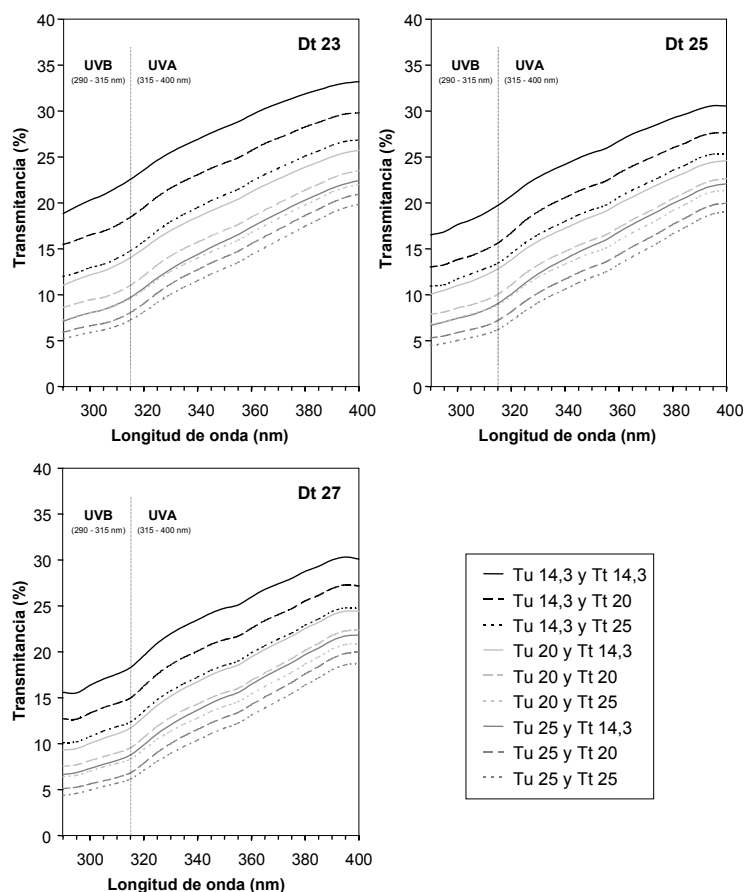 40
35
30
25
20
15
10
5
0
Transmitancia (%)
Dt 23
UVB
(290 - 315 nm)
UVA
(315 - 400 nm)
300 320 340 360 380 400
Longitud de onda (nm)
40
35
30
25
20
15
10
5
0
Transmitancia (%)
Dt 25
UVB
(290 - 315 nm)
UVA
(315 - 400 nm)
300 320 340 360 380 400
Longitud de onda (nm)
40
35
30
25
20
15
10
5
0
Transmitancia (%)
Dt 27
UVB
(290 - 315 nm)
UVA
(315 - 400 nm)
300 320 340 360 380 400
Longitud de onda (nm)
Tu 14,3 y Tt 14,3
Tu 14,3 y Tt 20
Tu 14,3 y Tt 25
Tu 20 y Tt 14,3
Tu 20 y Tt 20
Tu 20 y Tt 25
Tu 25 y Tt 14,3
Tu 25 y Tt 20
Tu 25 y Tt 25